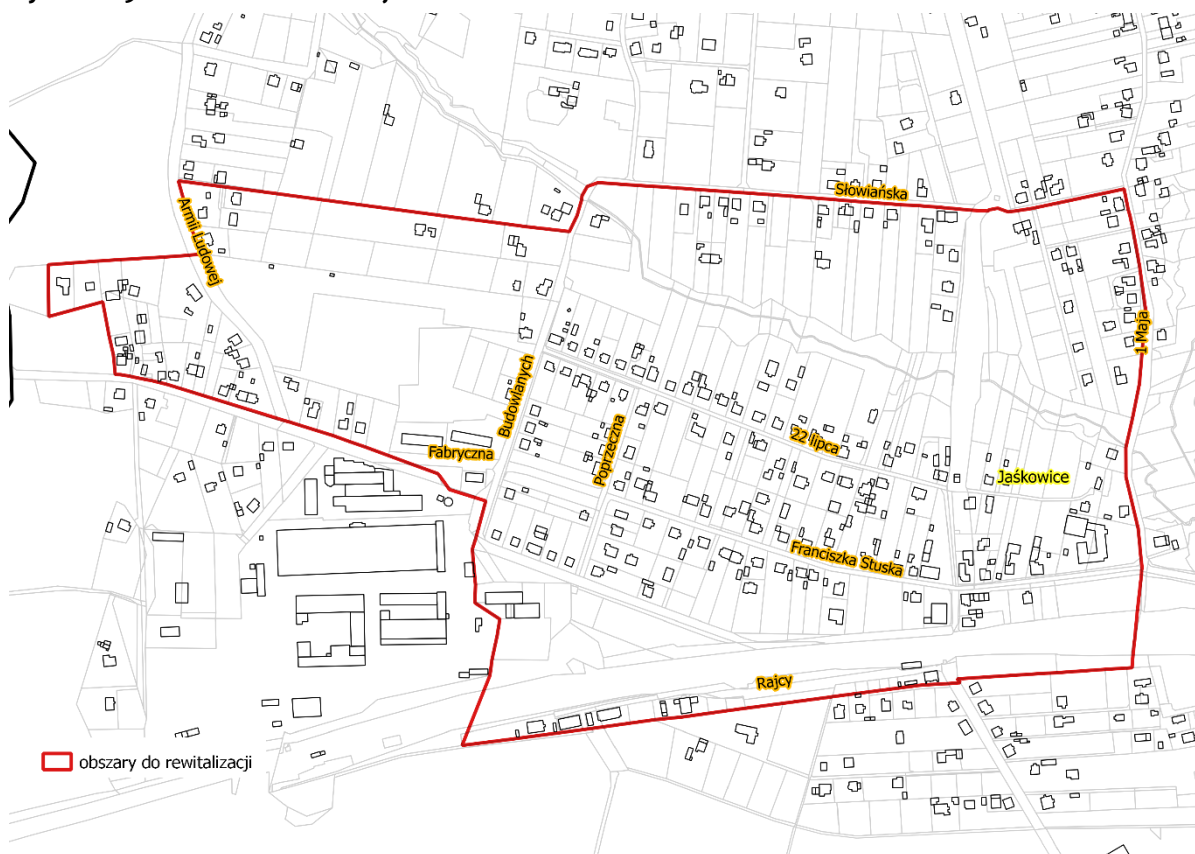 Słowiańska
Armii Ludowej
1 Maja
Budowlanych
Poprzeczna
22 lipca
Fabryczna
Jaśkowice
Franciszka Stuska
Rajcy
obszary do rewitalizacji